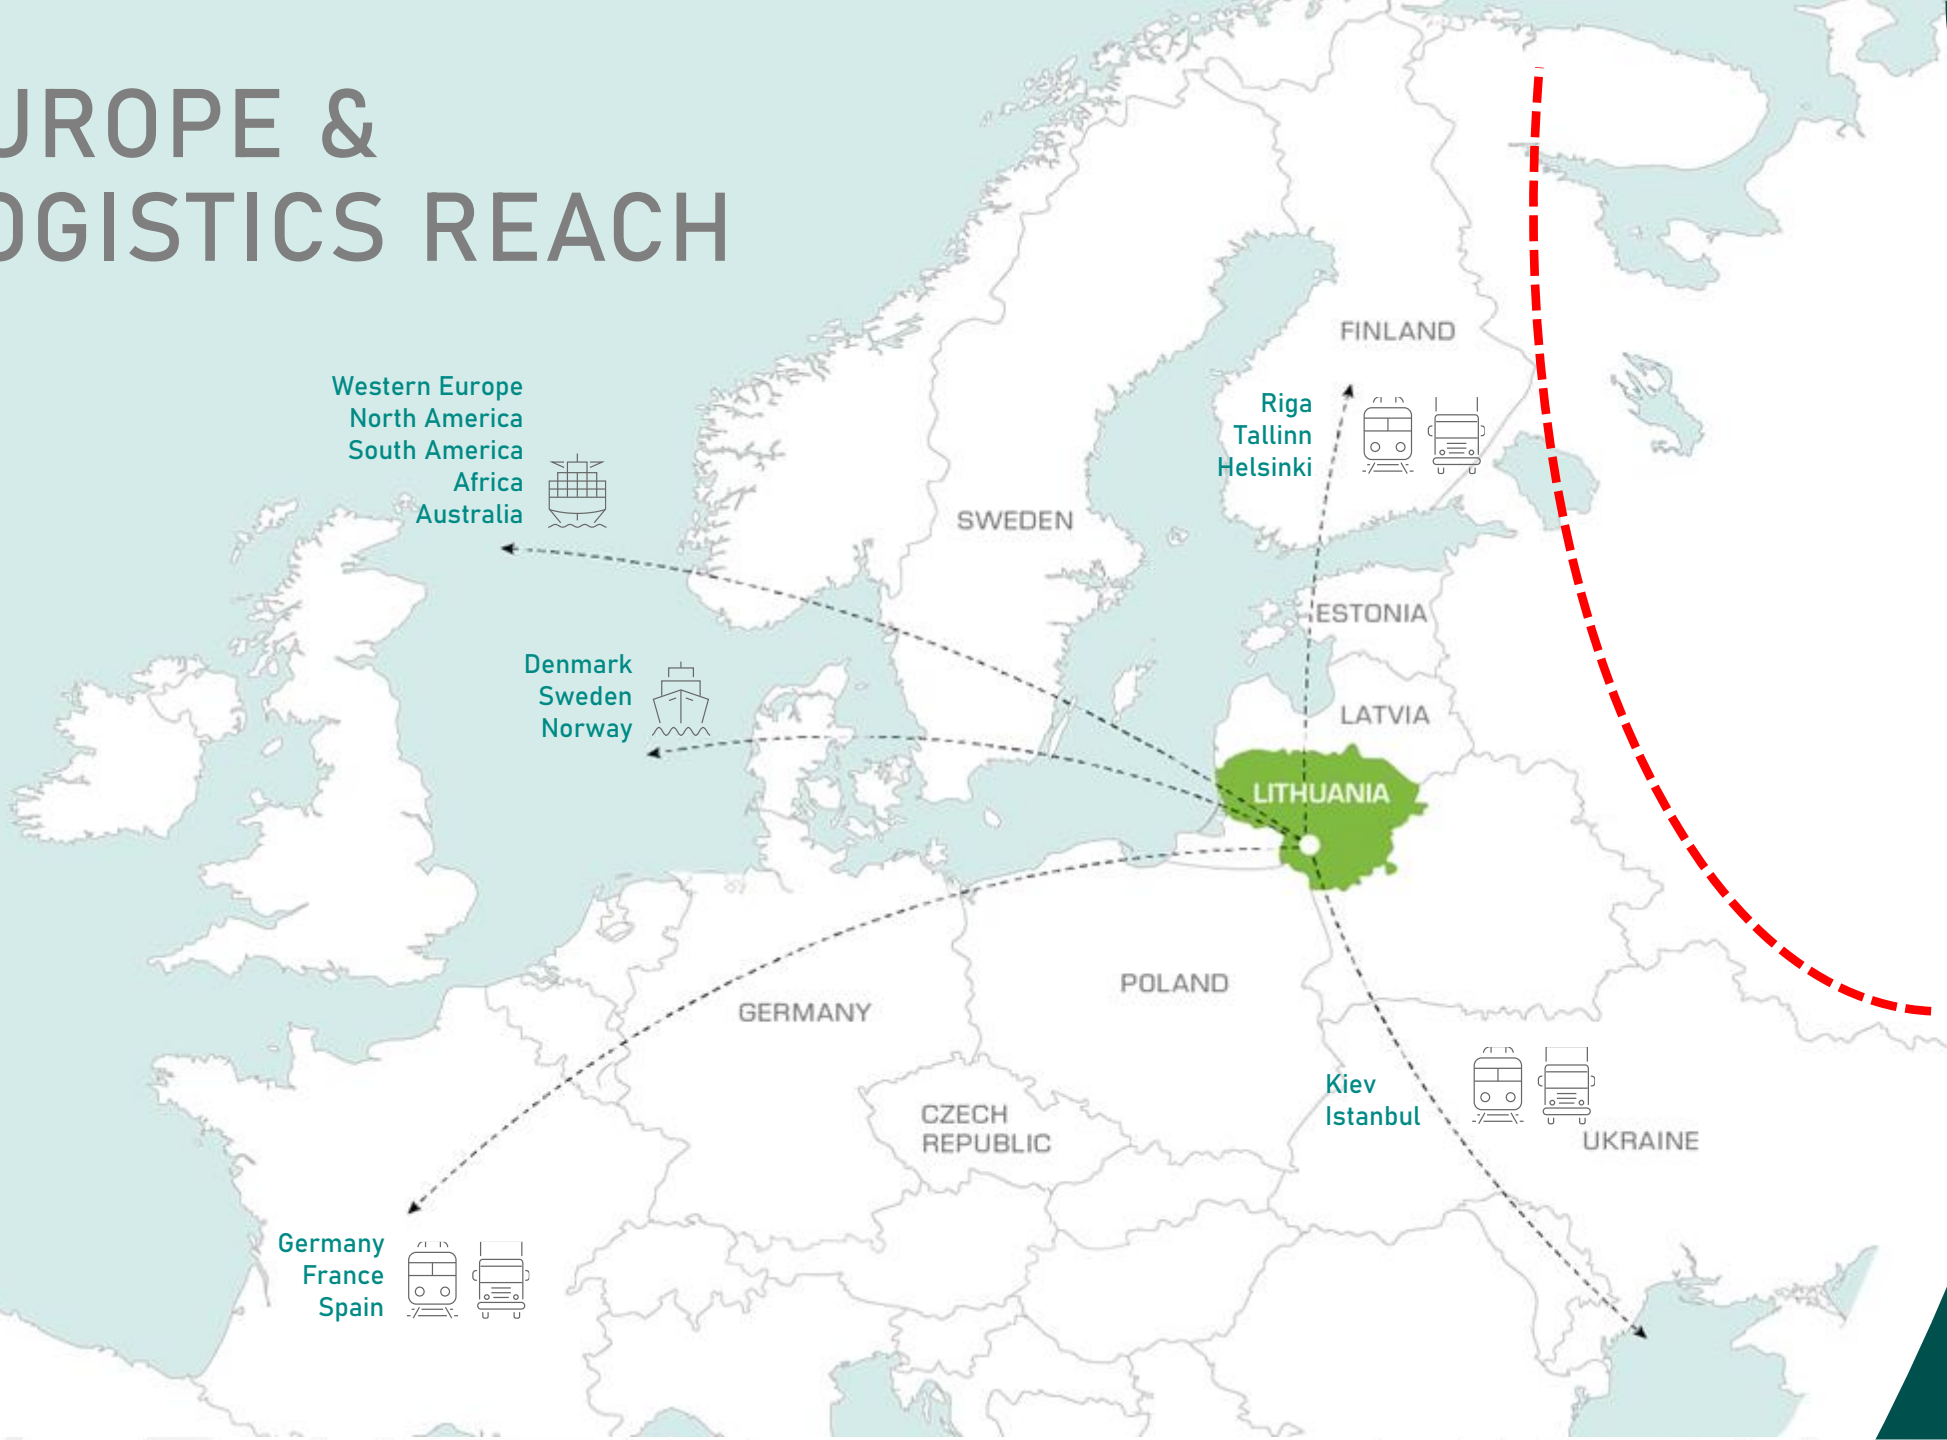 UROPE &
OGISTICS REACH
Western Europe
North America
South America
Africa
Australia
Denmark
Sweden
Norway
Riga
Tallinn
Helsinki
FINLAND
SWEDEN
ESTONIA
LATVIA
LITHUANIA
POLAND
GERMANY
CZECH
REPUBLIC
Kiev
Istanbul
UKRAINE
Germany
France
Spain